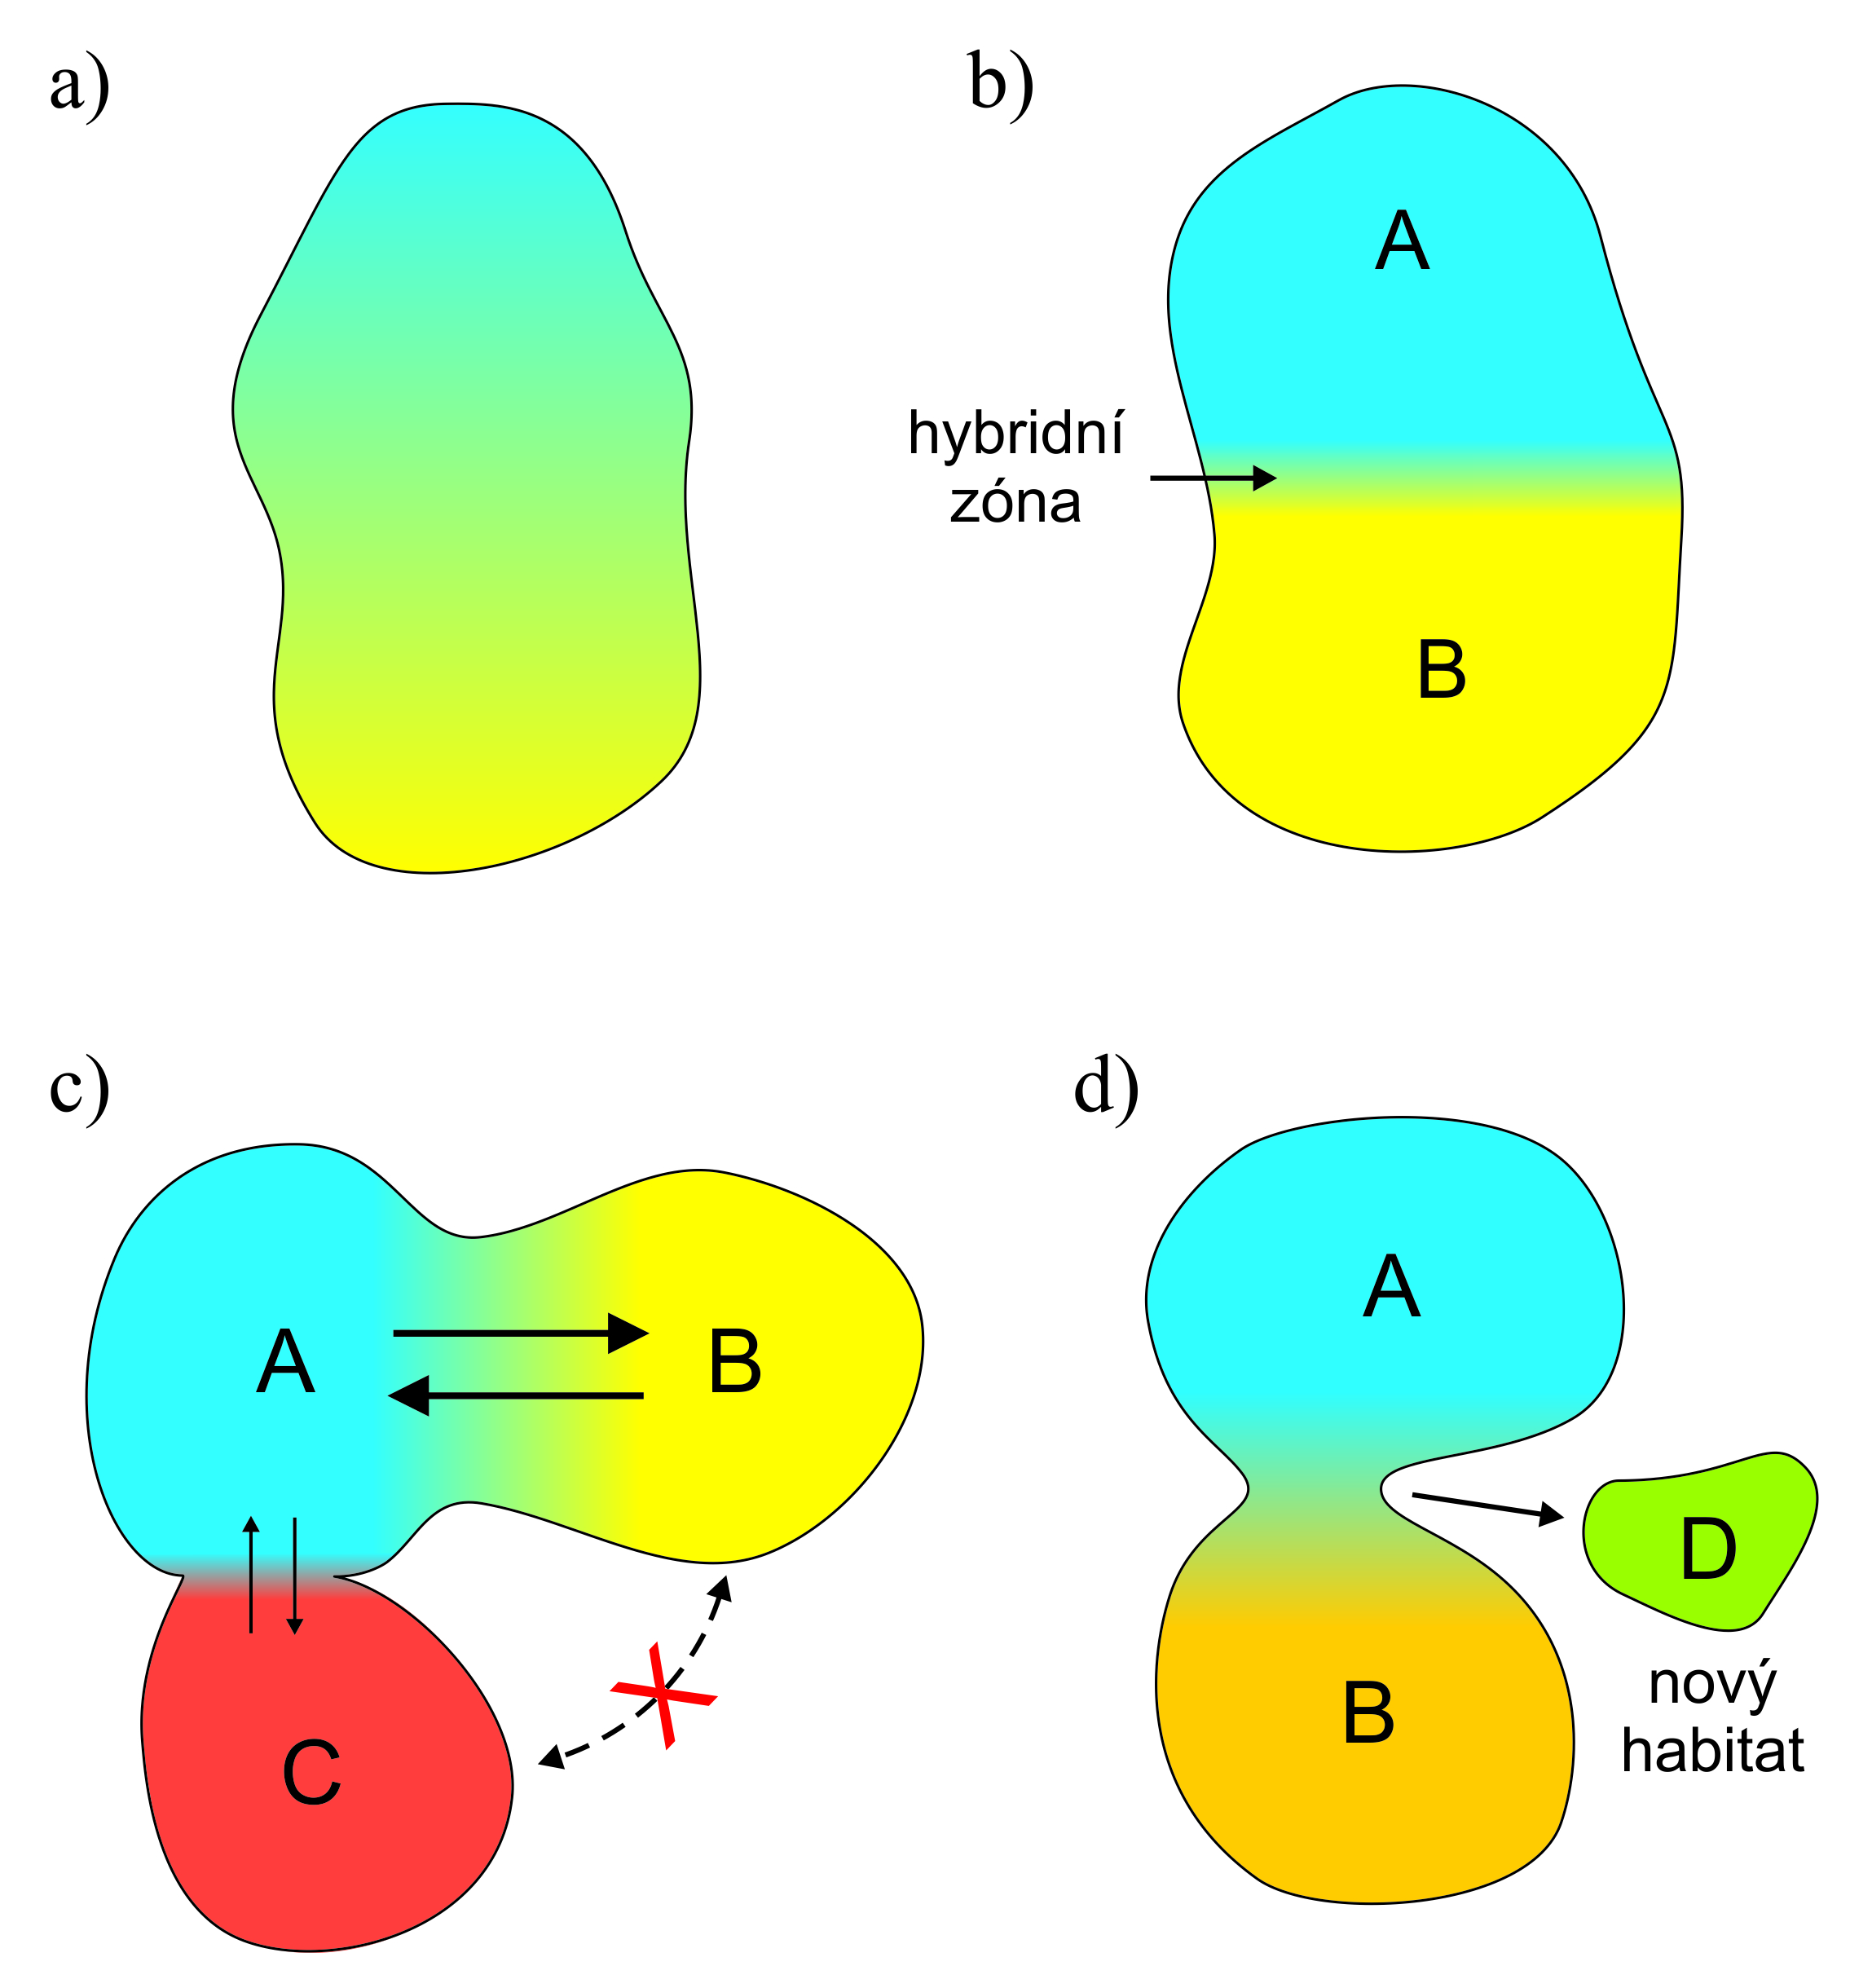 a)
b)
A
hybridní
zóna
B
c)
d)
A
B
C
A
D
B
nový
habitat